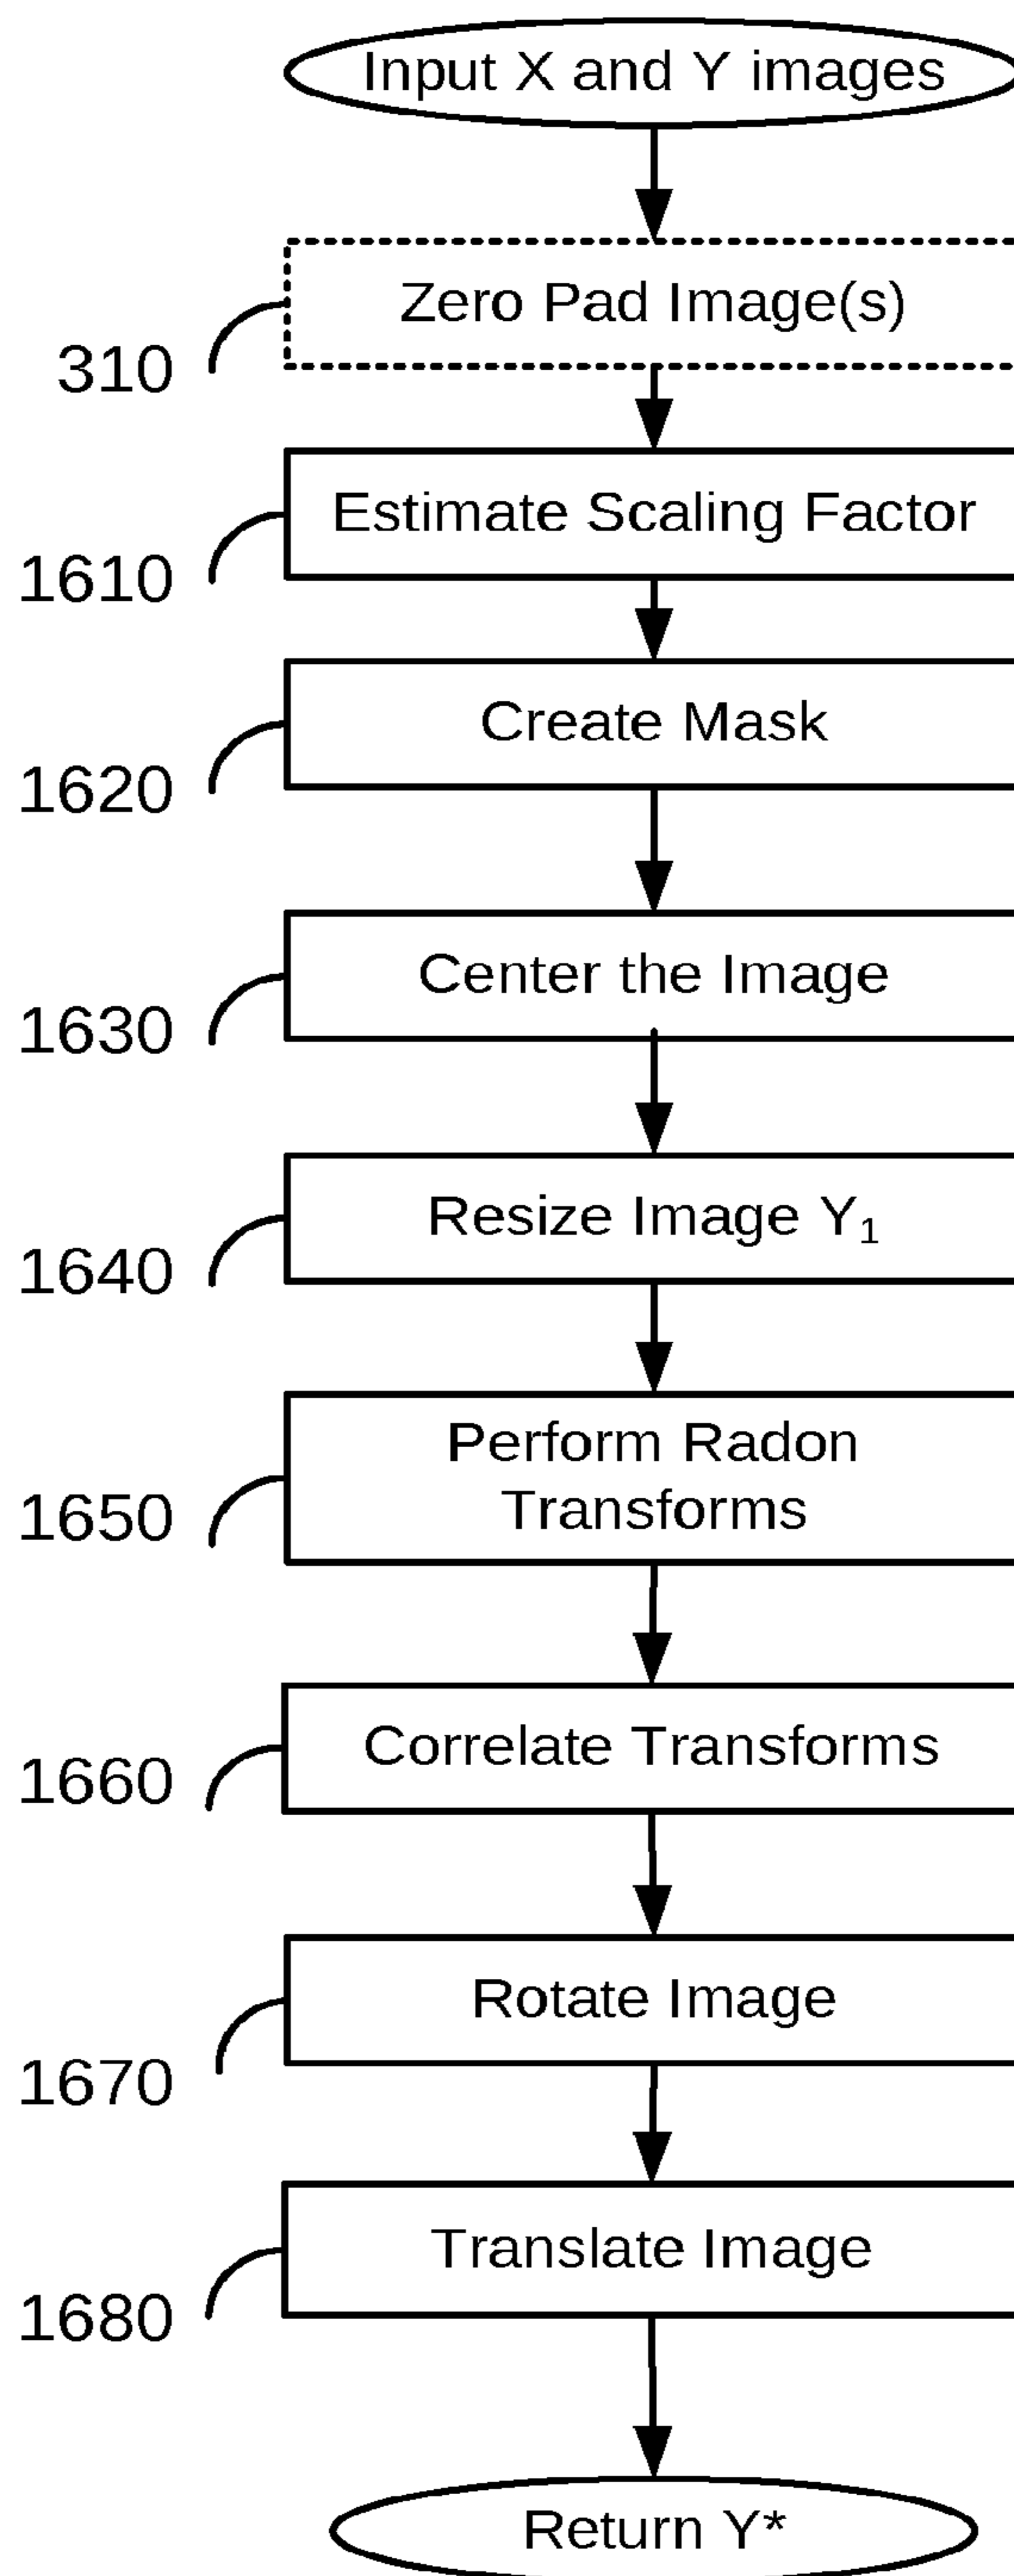 Input X and Y images
Zero Pad Image(s)
310
Estimate Scaling Factor
1610
Create Mask
1620
Center the Image
1630
Resize Image Y₁
1640
Perform Radon
Transforms
1650
Correlate Transforms
1660
Rotate Image
1670
Translate Image
1680
Return Y*